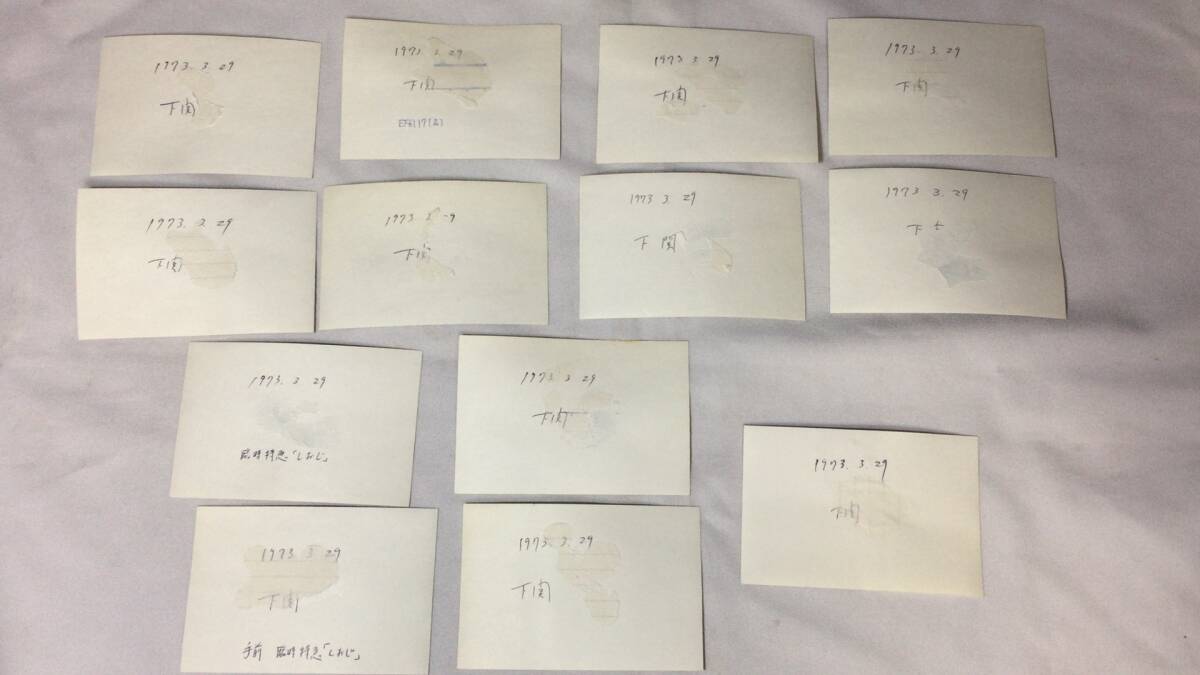 1973. 3. 29
下関
1973 3. 29
下関
1973. 3. 29
下関
1973. 3. 29
下関
1973. 3. 29
下関
1973
下関
1973 3. 29
下関
1973 3. 29
下
1973. 3 29
臨時特急「しおじ」
1973. 3 29
下関
1973. 3. 29
下関
1973. 3 29
下関
手前 臨時特急「しおじ」
1973. 3. 29
下関